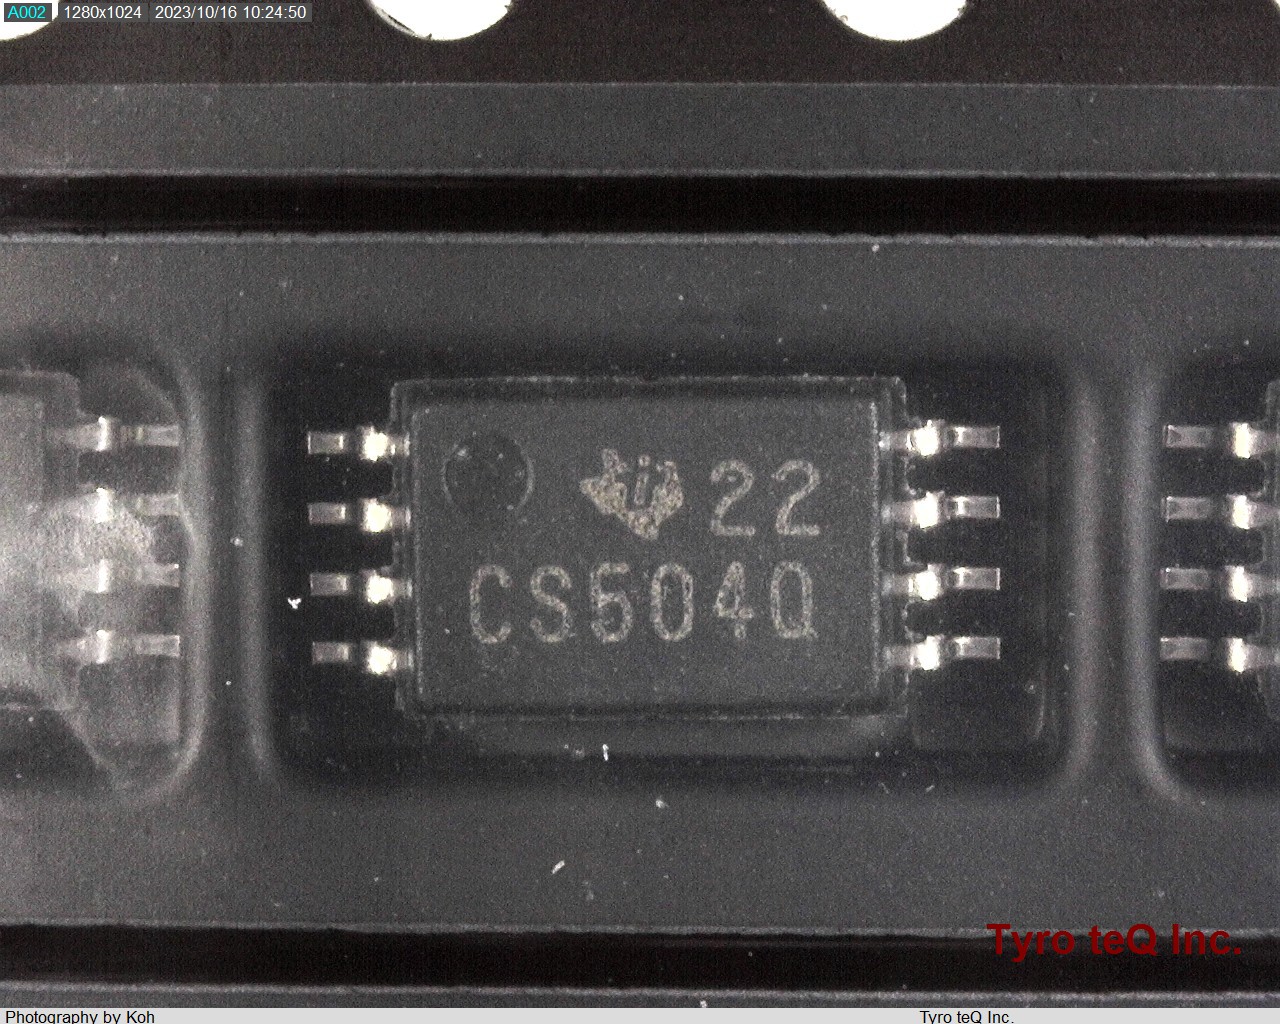 A002 1280x1024 2023/10/16 10:24:50
ti 22
CS504Q
Tyro teQ Inc.
Photography by Koh
Tyro teQ Inc.